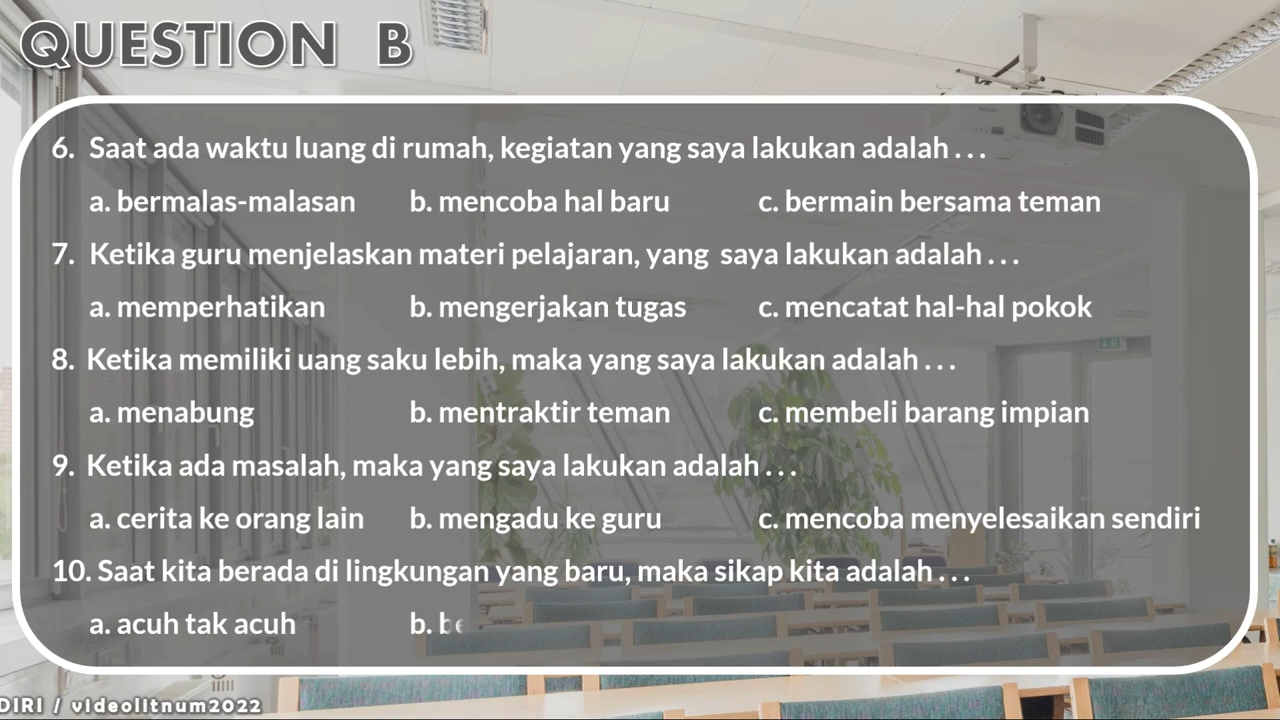 QUESTION B
6. Saat ada waktu luang di rumah, kegiatan yang saya lakukan adalah . . .
a. bermalas-malasan b. mencoba hal baru c. bermain bersama teman
7. Ketika guru menjelaskan materi pelajaran, yang saya lakukan adalah . . .
a. memperhatikan b. mengerjakan tugas c. mencatat hal-hal pokok
8. Ketika memiliki uang saku lebih, maka yang saya lakukan adalah . . .
a. menabung b. mentraktir teman c. membeli barang impian
9. Ketika ada masalah, maka yang saya lakukan adalah . . .
a. cerita ke orang lain b. mengadu ke guru c. mencoba menyelesaikan sendiri
10. Saat kita berada di lingkungan yang baru, maka sikap kita adalah . . .
a. acuh tak acuh b.
DIRI / videolitnum2022